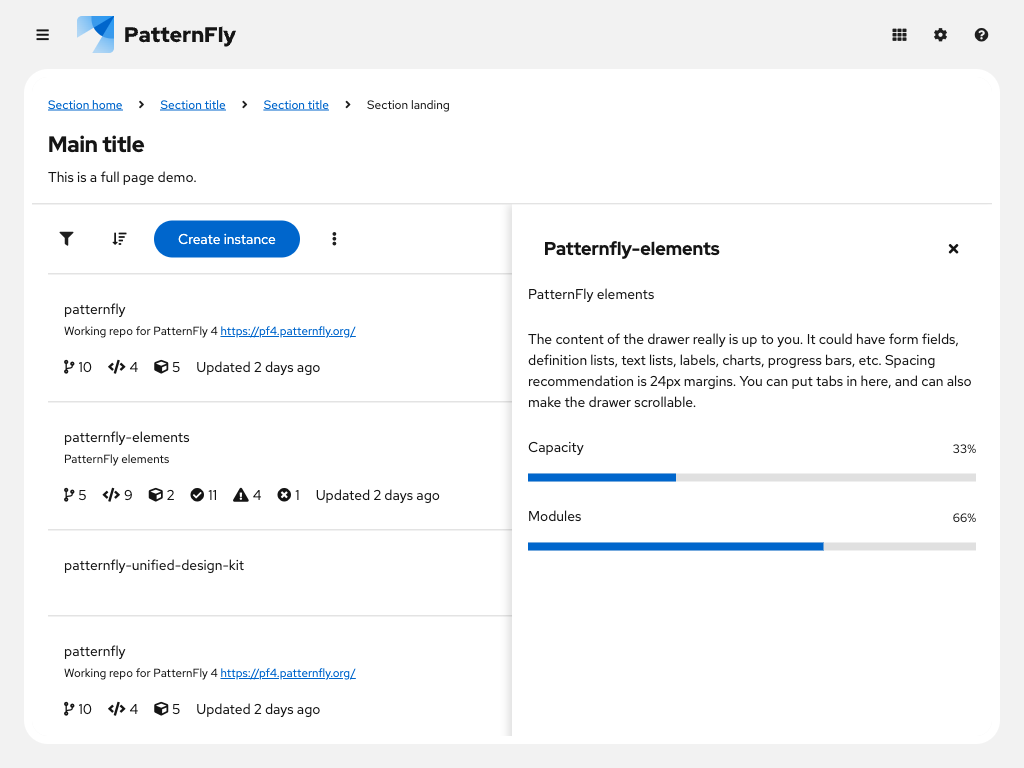 PatternFly
Section home
Section title
Section title
Section landing
Main title
This is a full page demo.
Create instance
patternfly
Working repo for PatternFly 4 https://pf4.patternfly.org/
10 4 5 Updated 2 days ago
patternfly-elements
PatternFly elements
5 9 2 11 4 1 Updated 2 days ago
patternfly-unified-design-kit
patternfly
Working repo for PatternFly 4 https://pf4.patternfly.org/
10 4 5 Updated 2 days ago
Patternfly-elements
PatternFly elements
The content of the drawer really is up to you. It could have form fields,
definition lists, text lists, labels, charts, progress bars, etc. Spacing
recommendation is 24px margins. You can put tabs in here, and can also
make the drawer scrollable.
Capacity 33%
Modules 66%